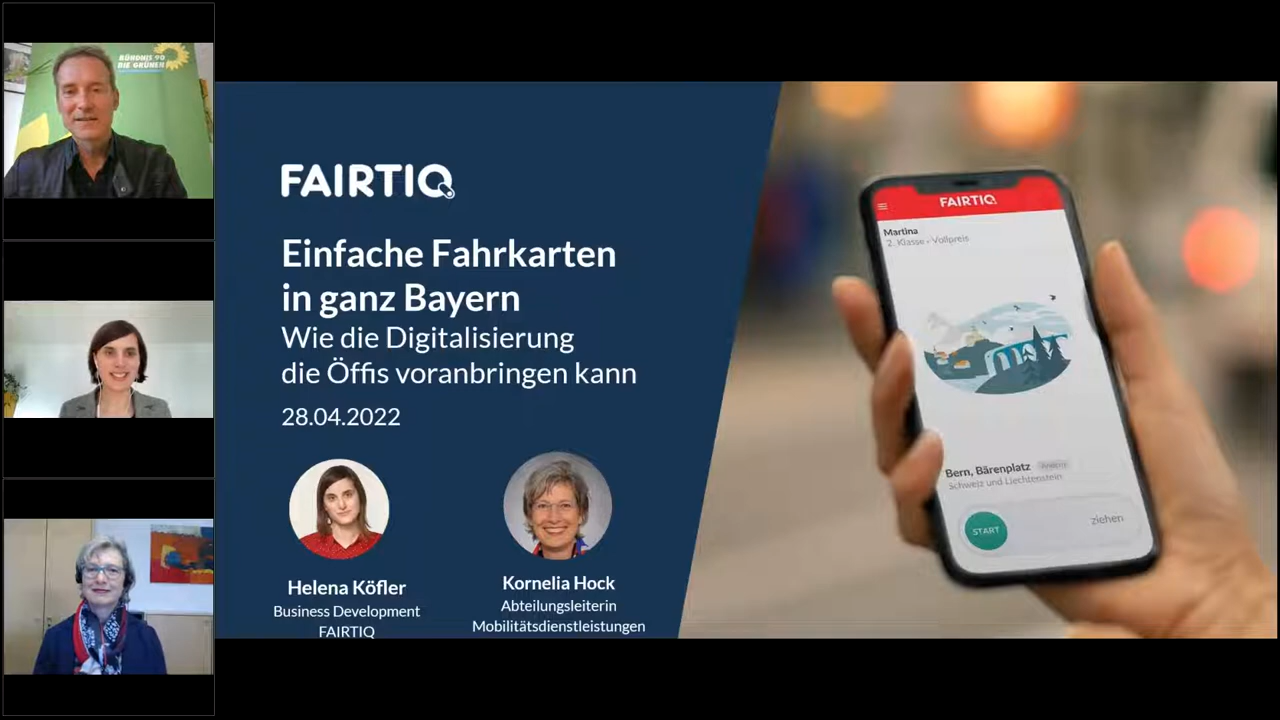 BÜNDNIS 90
DIE GRÜNEN
FAIRTIQ
Einfache Fahrkarten
in ganz Bayern
Wie die Digitalisierung
die Öffis voranbringen kann
28.04.2022
Helena Köfler
Business Development
FAIRTIQ
Kornelia Hock
Abteilungsleiterin
Mobilitätsdienstleistungen
FAIRTIQ
Martina
2. Klasse • Vollpreis
Bern, Bärenplatz
Schweiz und Liechtenstein
START
ziehen